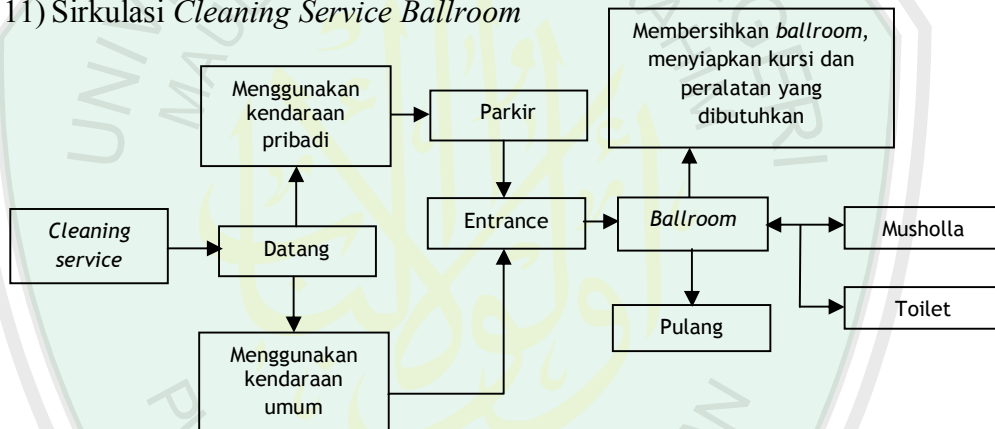 11) Sirkulasi Cleaning Service Ballroom
Membersihkan ballroom,
menyiapkan kursi dan
peralatan yang
dibutuhkan
Menggunakan
kendaraan
pribadi
Parkir
Cleaning
service
Datang
Entrance
Ballroom
Musholla
Toilet
Pulang
Menggunakan
kendaraan
umum